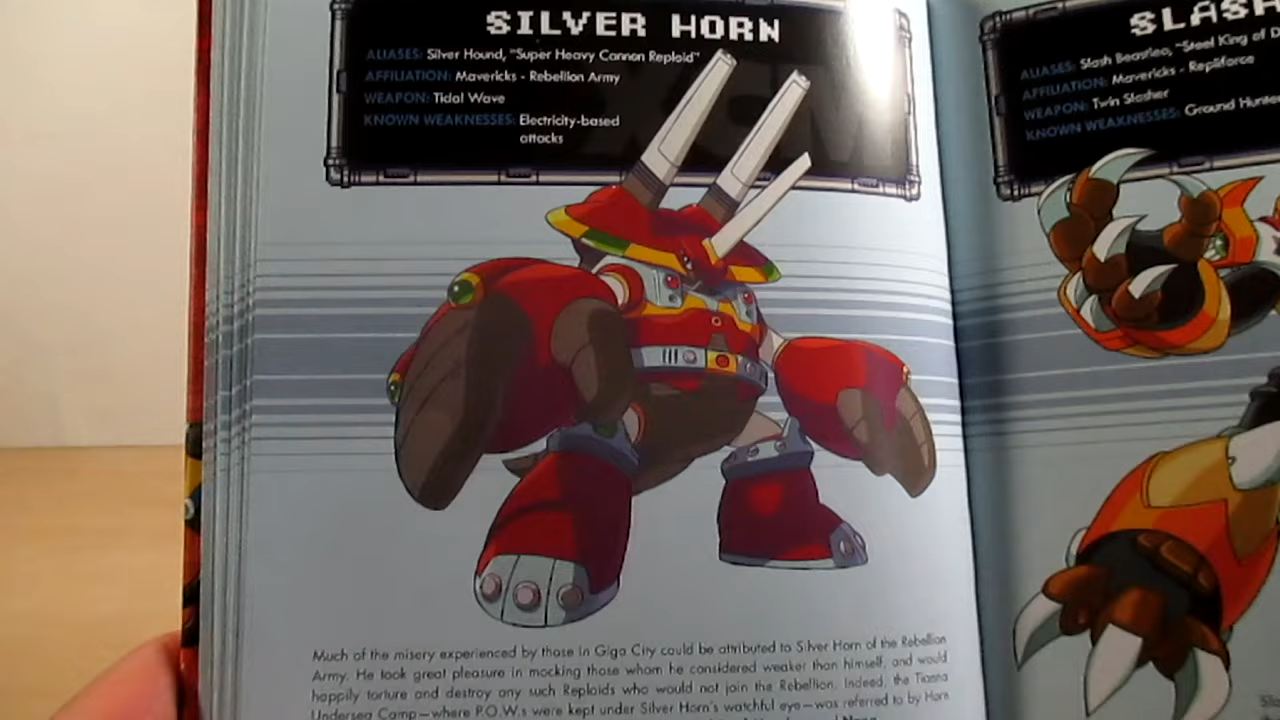 SILVER HORN
ALIASES: Silver Hound, "Super Heavy Cannon Reploid"
AFFILIATION: Mavericks - Rebellion Army
WEAPON: Tidal Wave
KNOWN WEAKNESSES: Electricity-based
attacks
Much of the misery experienced by those in Giga City could be attributed to Silver Horn of the Rebellion
Army. He took great pleasure in mocking those whom he considered weaker than himself, and would
happily torture and destroy any such Reploids who would not join the Rebellion. Indeed, the Tianna
Undersea Camp—where P.O.W.s were kept under Silver Horn's watchful eye—was referred to by Horn
SLASH
ALIASES: Slash Beastleo, "Steel King of D
AFFILIATION: Mavericks - Repliforce
WEAPON: Twin Slasher
KNOWN WEAKNESSES: Ground Hunte